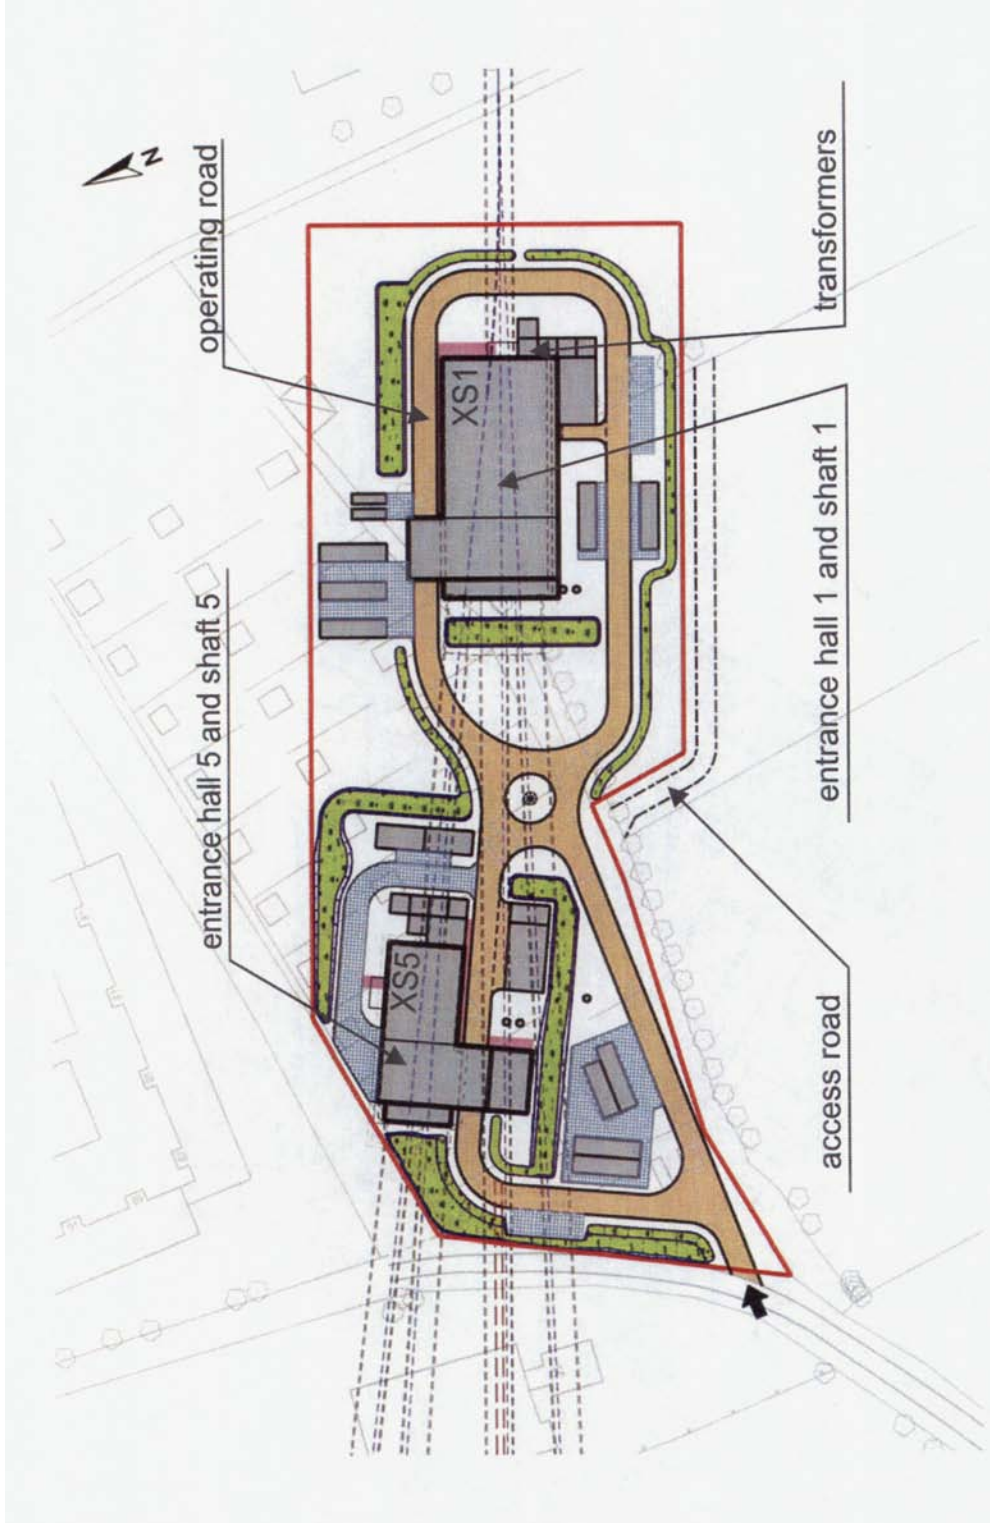 N
operating road
entrance hall 5 and shaft 5
XS1
XS5
transformers
entrance hall 1 and shaft 1
access road